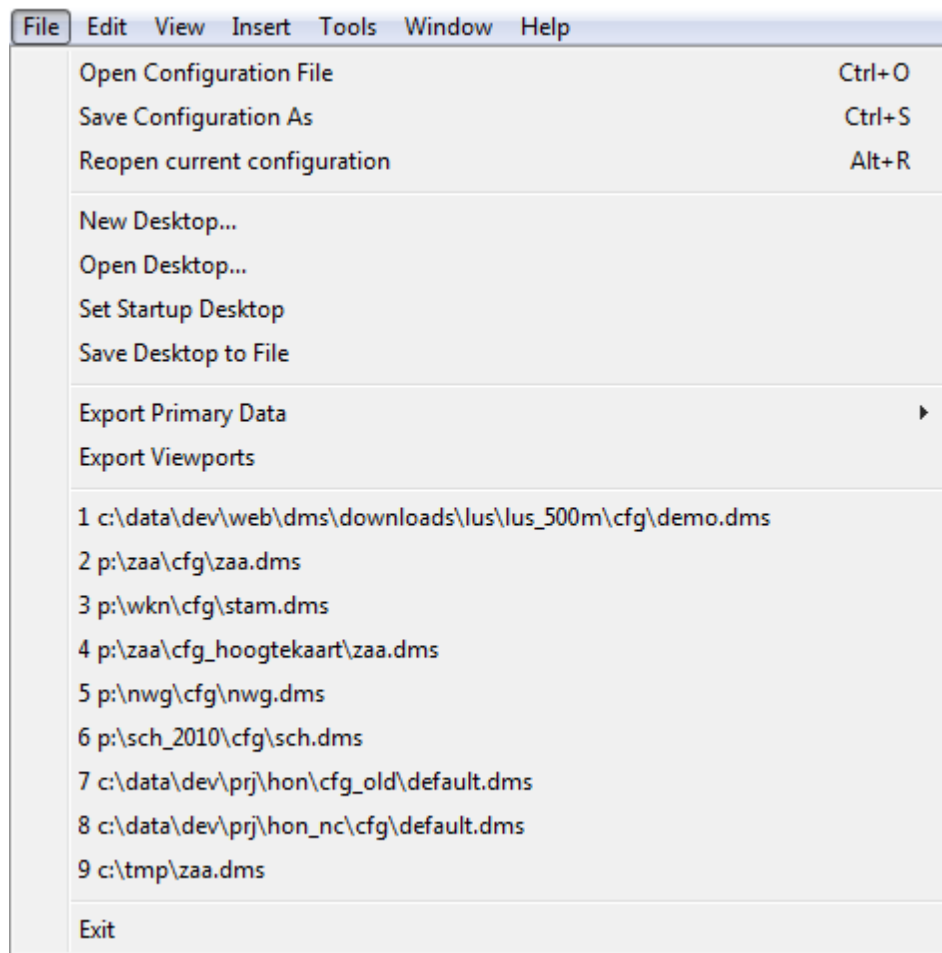 File Edit View Insert Tools Window Help
Open Configuration File Ctrl+O
Save Configuration As Ctrl+S
Reopen current configuration Alt+R
New Desktop...
Open Desktop...
Set Startup Desktop
Save Desktop to File
Export Primary Data
Export Viewports
1 c:\data\dev\web\dms\downloads\lus\lus_500m\cfg\demo.dms
2 p:\zaa\cfg\zaa.dms
3 p:\wkn\cfg\stam.dms
4 p:\zaa\cfg_hoogtekaart\zaa.dms
5 p:\nwg\cfg\nwg.dms
6 p:\sch_2010\cfg\sch.dms
7 c:\data\dev\prj\hon\cfg_old\default.dms
8 c:\data\dev\prj\hon_nc\cfg\default.dms
9 c:\tmp\zaa.dms
Exit